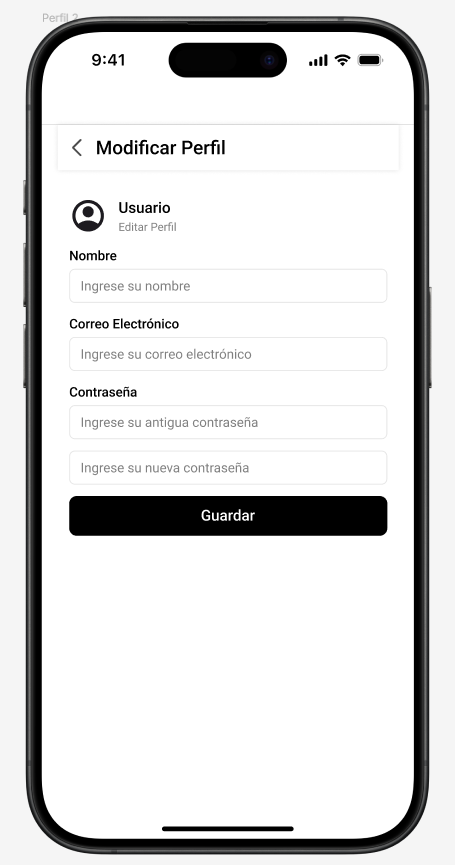 Perfil 2
9:41
Modificar Perfil
Usuario
Editar Perfil
Nombre
Ingrese su nombre
Correo Electrónico
Ingrese su correo electrónico
Contraseña
Ingrese su antigua contraseña
Ingrese su nueva contraseña
Guardar